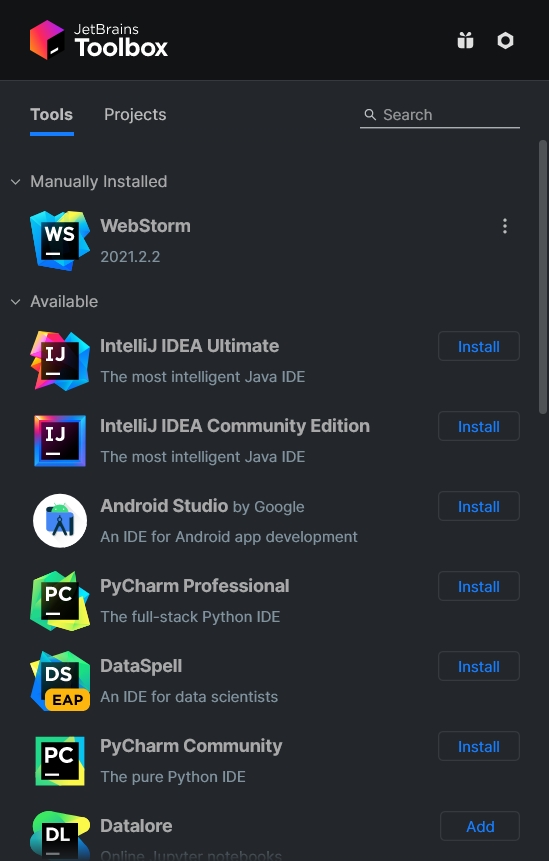 JetBrains
Toolbox
Tools Projects Search
Manually Installed
WS
WebStorm
2021.2.2
Available
IJ
IntelliJ IDEA Ultimate
Install
The most intelligent Java IDE
IJ
IntelliJ IDEA Community Edition
Install
The most intelligent Java IDE
Android Studio by Google
Install
An IDE for Android app development
PC
PyCharm Professional
Install
The full-stack Python IDE
DS
EAP
DataSpell
Install
An IDE for data scientists
PC
PyCharm Community
Install
The pure Python IDE
DL
Datalore
Add
Online Jupyter notebooks